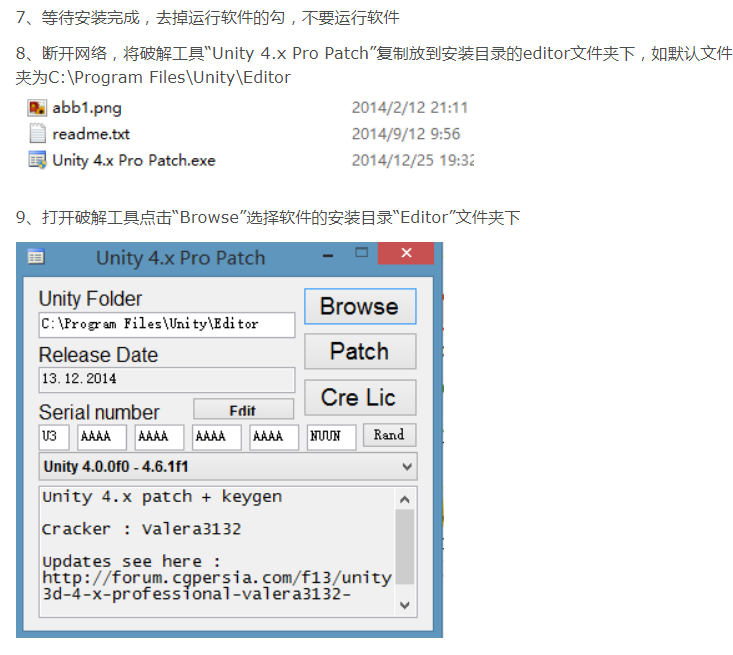 7、等待安装完成，去掉运行软件的勾，不要运行软件
8、断开网络，将破解工具“Unity 4.x Pro Patch”复制放到安装目录的editor文件夹下，如默认文件
夹为C:\Program Files\Unity\Editor
abb1.png 2014/2/12 21:11
readme.txt 2014/9/12 9:56
Unity 4.x Pro Patch.exe 2014/12/25 19:32
9、打开破解工具点击“Browse”选择软件的安装目录“Editor”文件夹下
Unity 4.x Pro Patch
Unity Folder
Browse
C:\Program Files\Unity\Editor
Release Date
Patch
13.12.2014
Cre Lic
Serial number Edit
U3 AAAA AAAA AAAA AAAA NUUN Rand
Unity 4.0.0f0 - 4.6.1f1
Unity 4.x patch + keygen
Cracker : Valera3132
Updates see here :
http://forum.cgpersia.com/f13/unity
3d-4-x-professional-valera3132-